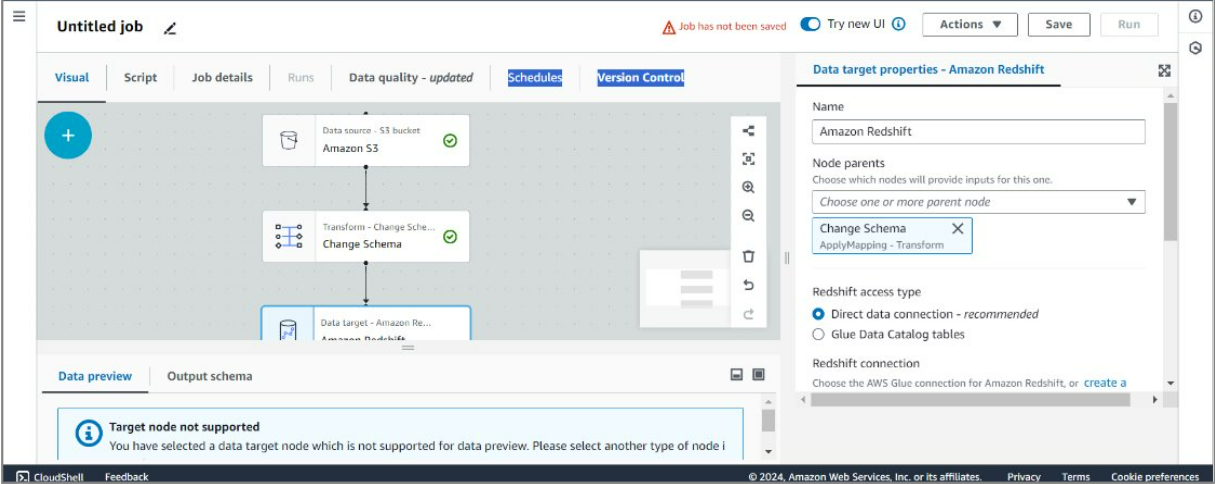 Untitled job
Job has not been saved
Try new UI
Actions
Save
Run
Visual
Script
Job details
Runs
Data quality - updated
Schedules
Version Control
Data source - S3 bucket
Amazon S3
Transform - Change Sche...
Change Schema
Data target - Amazon Re...
Amazon Redshift
Data preview
Output schema
Target node not supported
You have selected a data target node which is not supported for data preview. Please select another type of node i
Data target properties - Amazon Redshift
Name
Amazon Redshift
Node parents
Choose which nodes will provide inputs for this one.
Choose one or more parent node
Change Schema
ApplyMapping - Transform
Redshift access type
Direct data connection - recommended
Glue Data Catalog tables
Redshift connection
Choose the AWS Glue connection for Amazon Redshift, or create a
CloudShell
Feedback
© 2024, Amazon Web Services, Inc. or its affiliates.
Privacy
Terms
Cookie preferences